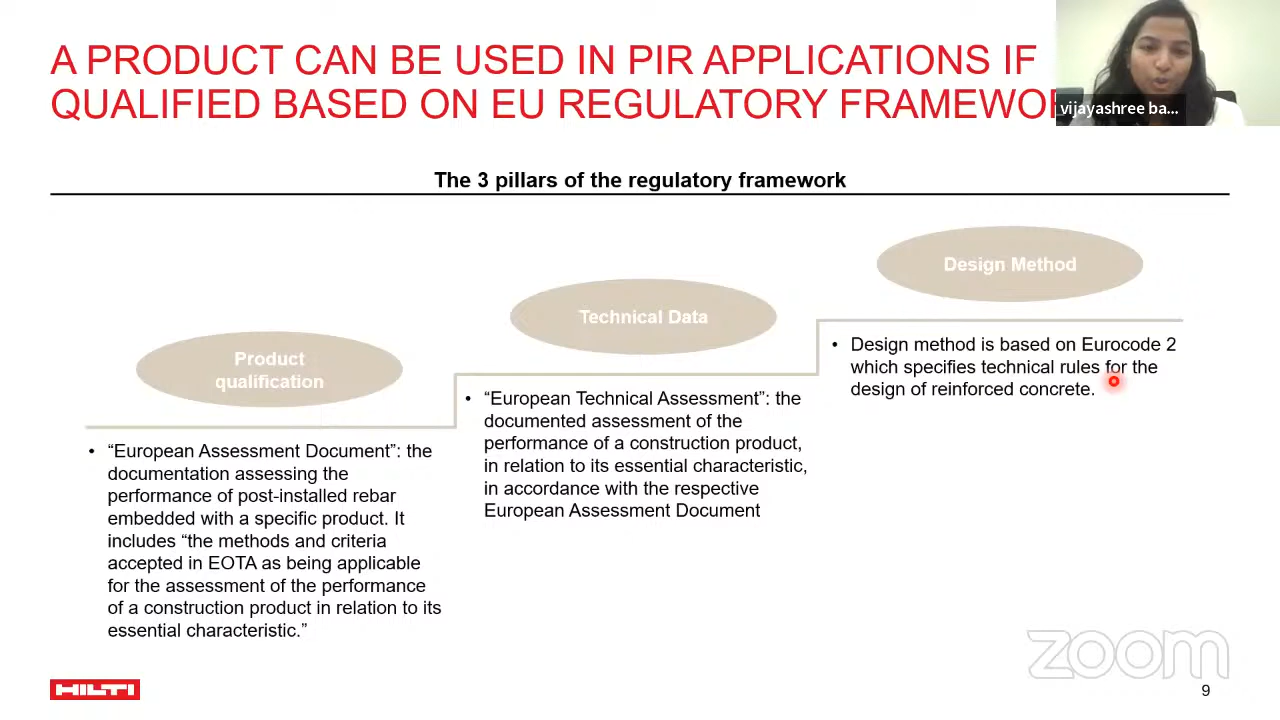 A PRODUCT CAN BE USED IN PIR APPLICATIONS IF
QUALIFIED BASED ON EU REGULATORY FRAMEWO
vijayashree ba...
The 3 pillars of the regulatory framework
Design Method
Technical Data
Product
qualification
• Design method is based on Eurocode 2
which specifies technical rules for the
design of reinforced concrete.
• “European Technical Assessment”: the
documented assessment of the
performance of a construction product,
in relation to its essential characteristic,
in accordance with the respective
European Assessment Document
• “European Assessment Document”: the
documentation assessing the
performance of post-installed rebar
embedded with a specific product. It
includes “the methods and criteria
accepted in EOTA as being applicable
for the assessment of the performance
of a construction product in relation to its
essential characteristic.”
zoom
HILTI
9